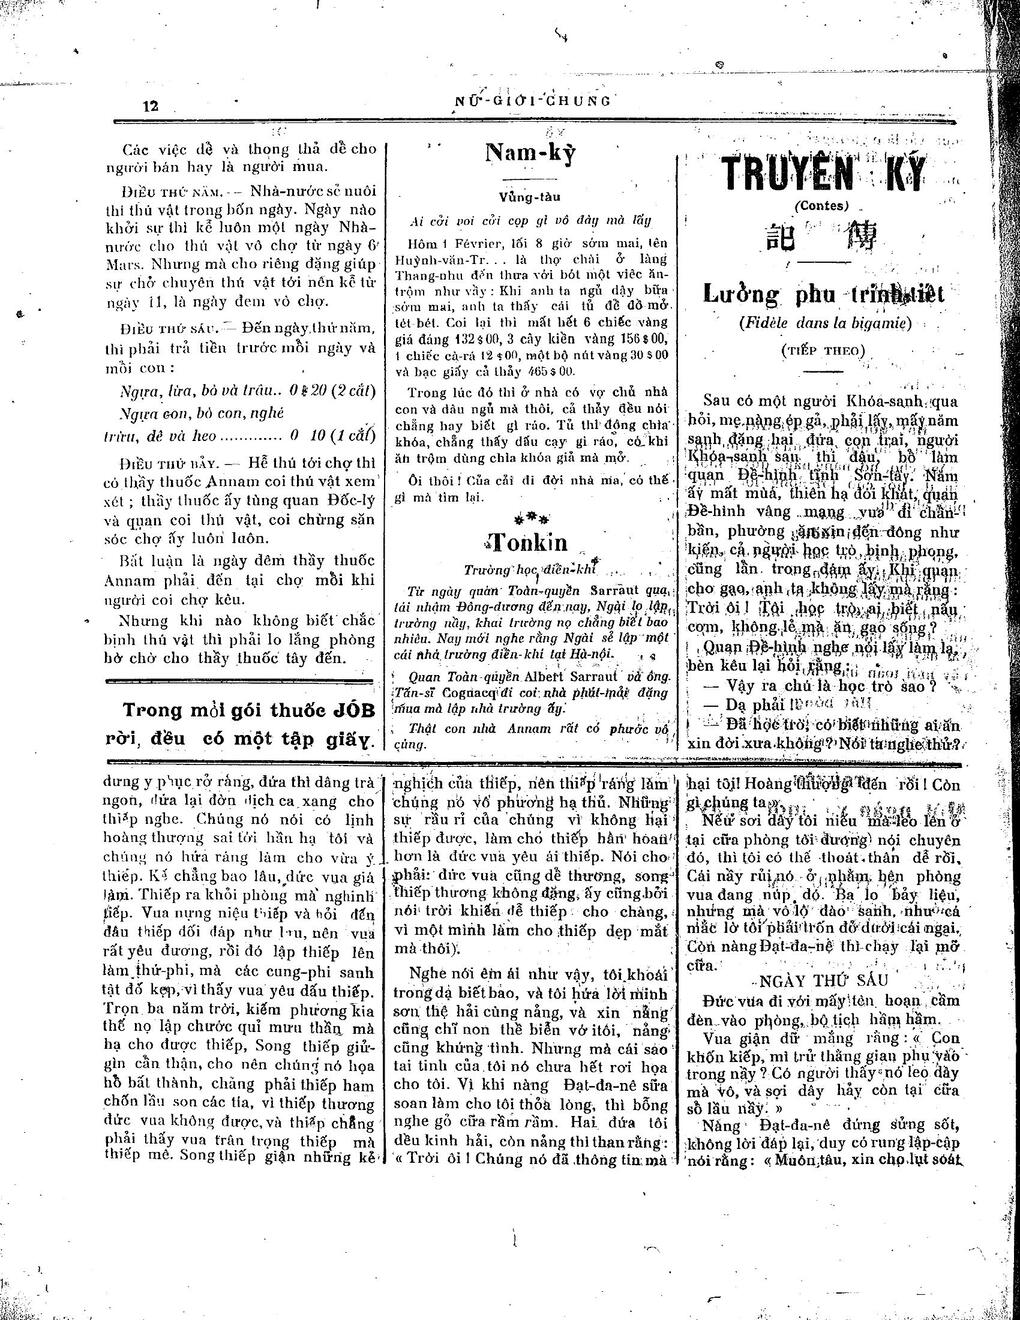 12
NỮ-GIỚI-CHUNG
Các việc dễ và thong thả dề cho
người bán hay là người mua.
ĐIỀU THỨ NĂM. — Nhà-nước sẽ nuôi
thí thú vật trong bốn ngày. Ngày nào
khởi sự thì kể luôn một ngày Nhà-
nước cho thú vật vô chợ từ ngày 6
Mars. Nhưng mà cho riêng đặng giúp
sự chở chuyên thú vật tới nên kể từ
ngày 11, là ngày đem vô chợ.
ĐIỀU THỨ SÁU. — Đến ngày thứ năm,
thì phải trả tiền trước mỗi ngày và
mỗi con :
Ngựa, lừa, bò và trâu.. 0 $ 20 (2 cắt)
Ngựa con, bò con, nghé
trừu, dê và heo ............ 0 10 (1 cắt)
ĐIỀU THỨ BẢY. — Hễ thú tới chợ thì
có thầy thuốc Annam coi thú vật xem
xét ; thầy thuốc ấy tùng quan Đốc-lý
và quan coi thú vật, coi chừng săn
sóc chợ ấy luôn luôn.
Bất luận là ngày đêm thầy thuốc
Annam phải đến tại chợ mỗi khi
người coi chợ kêu.
Nhưng khi nào không biết chắc
bịnh thú vật thì phải lo lắng phòng
hờ chờ cho thầy thuốc tây đến.
Trong mỗi gói thuốc JÓB
rời, đều có một tập giấy.
Nam-kỳ
Vũng-tàu
Ai cởi voi cởi cọp gì vô đây mà lấy
Hôm 1 Février, lối 8 giờ sớm mai, tên
Huỳnh-văn-Tr. . . là thợ chài ở làng
Thang-nhu đến thưa với bót một việc ăn-
trộm như vầy : Khi anh ta ngủ dậy bữa
sớm mai, anh ta thấy cái tủ đề đồ mở
tét bét. Coi lại thì mất hết 6 chiếc vàng
giá đáng 132 $ 00, 3 cây kiền vàng 156 $ 00,
1 chiếc cà-rá 12 $ 00, một bộ nút vàng 30 $ 00
và bạc giấy cả thảy 465 $ 00.
Trong lúc đó thì ở nhà có vợ chủ nhà
con và dâu ngủ mà thôi, cả thảy đều nói
chẳng hay biết gì ráo. Tủ thì động chìa
khóa, chẳng thấy dấu cạy gì ráo, có khi
ăn trộm dùng chìa khóa giả mà mở.
Ôi thôi ! Của cải đi đời nhà ma, có thế
gì mà tìm lại.
Tonkin
Trường học điền-khí
Từ ngày quan Toàn-quyền Sarraut qua,
tái nhậm Đông-dương đến nay, Ngài lo lập
trường nầy, khai trường nọ chẳng biết bao
nhiêu. Nay mới nghe rằng Ngài sẽ lập một
cái nhà trường điền-khí tại Hà-nội.
Quan Toàn-quyền Albert Sarraut và ông
Tấn-sĩ Cognacq đi coi nhà phát-mại đặng
mua mà lập nhà trường ấy.
Thật con nhà Annam rất có phước vô
cùng.
TRUYỆN KÝ
(Contes)
記 傳
Lưỡng phu trinh-tiết
(Fidèle dans la bigamie)
(TIẾP THEO)
Sau có một người Khóa-sanh qua
hỏi, mẹ nàng ép gả, phải lấy, mấy năm
sanh đặng hai đứa con trai, người
Khóa-sanh sau thi đậu, bổ làm
quan Đề-hình tỉnh Sơn-tây. Năm
ấy mất mùa, thiên hạ đói khát, quan
Đề-hình vâng mạng vua đi chẩn
bần, phường ăn xin đến đông như
kiến, cả người học trò bịnh phong,
cũng lần trong đám ấy. Khi quan
cho gạo, anh ta không lấy mà rằng :
Trời ôi ! Tôi học trò, ai biết nấu
cơm, không lẽ mà ăn gạo sống ?
Quan Đề-hình nghe nói lấy làm lạ,
bèn kêu lại hỏi rằng :
— Vậy ra chú là học trò sao ?
— Dạ phải !
— Đã học trò, có biết những ai ăn
xin đời xưa không ? Nói ta nghe thử?
dưng y phục rỡ ràng, đứa thì dâng trà
ngon, đứa lại đờn địch ca xang cho
thiếp nghe. Chúng nó nói có lịnh
hoàng thượng sai tới hầu hạ tôi và
chúng nó hứa ráng làm cho vừa ý
thiếp. Kế chẳng bao lâu, đức vua giá
lâm. Thiếp ra khỏi phòng mà nghinh
tiếp. Vua nưng niệu thiếp và hỏi đến
đâu thiếp đối đáp như lưu, nên vua
rất yêu đương, rồi đó lập thiếp lên
làm thứ-phi, mà các cung-phi sanh
tật đố kẹp, vì thấy vua yêu dấu thiếp.
Trọn ba năm trời, kiếm phương kia
thế nọ lập chước quỉ mưu thần mà
hạ cho được thiếp, Song thiếp giữ-
gìn cẩn thận, cho nên chúng nó họa
hồ bất thành, chẳng phải thiếp ham
chốn lầu son các tía, vì thiếp thương
đức vua không được, và thiếp chẳng
phải thấy vua trân trọng thiếp mà
thiếp mê. Song thiếp giận những kẻ
nghịch của thiếp, nên thiếp ráng làm
chúng nó vô phương hạ thủ. Những
sự rầu rĩ của chúng vì không hại
thiếp được, làm cho thiếp hân hoan
hơn là đức vua yêu ái thiếp. Nói cho
phải: đức vua cũng dễ thương, song
thiếp thương không đặng, ấy cũng bởi
nơi trời khiến để thiếp cho chàng,
vì một mình làm cho thiếp đẹp mắt
mà thôi).
Nghe nói êm ái như vậy, tôi khoái
trong dạ biết bao, và tôi hứa lời minh
sơn thệ hải cùng nàng, và xin nàng
cũng chĩ non thề biển vớitôi, nàng
cũng khứng tình. Nhưng mà cái sao
tai tinh của tôi nó chưa hết rơi họa
cho tôi. Vì khi nàng Đạt-đa-nê sửa
soạn làm cho tôi thỏa lòng, thì bỗng
nghe gỏ cữa rầm rầm. Hai đứa tôi
đều kinh hãi, còn nàng thì than rằng :
« Trời ôi ! Chúng nó đã thông tin mà
hại tôi! Hoàng thượng đến rồi ! Còn
gì chúng ta
Nếu sợi dây tôi níu mà leo lên ở
tại cữa phòng tôi đương nói chuyện
đó, thì tôi có thế thoát thân dễ rồi.
Cái nầy rủi nó ở nhằm bên phòng
vua đang núp đó. Ba lo bảy liệu,
nhưng mà vô lộ đào sanh, như cá
mắc lờ tôi phải trốn đỡ dưới cái ngai.
Còn nàng Đạt-đa-nê thì chạy lại mở
cữa.
NGÀY THỨ SÁU
Đức vua đi với mấy tên hoạn cầm
đèn vào phòng, bộ tịch hầm hầm.
Vua giận dữ mắng rằng : « Con
khốn kiếp, mi trử thằng gian phu vào
trong nầy ? Có người thấy nó leo dây
mà vô, và sợi dây hãy còn tại cữa
sồ lầu nầy. »
Nàng Đạt-đa-nê đứng sửng sốt,
không lời đáp lại, duy có rung lập-cập
nói rằng : « Muôn tâu, xin cho lụt soát